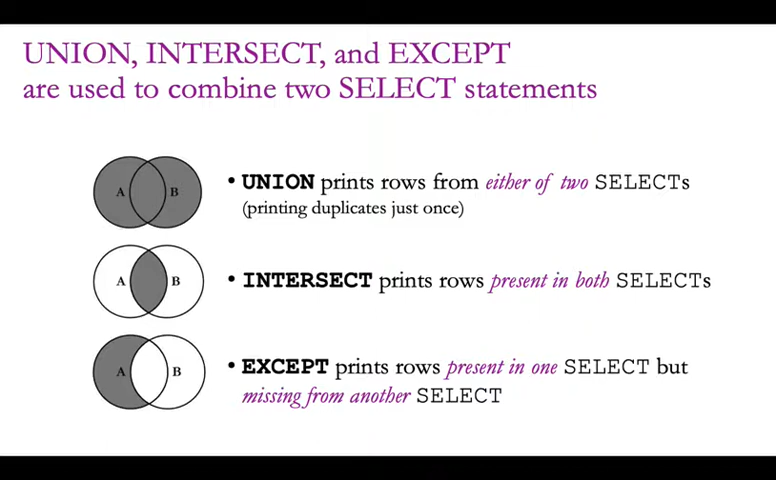 UNION, INTERSECT, and EXCEPT
are used to combine two SELECT statements
A B
• UNION prints rows from either of two SELECTs
(printing duplicates just once)
A B
• INTERSECT prints rows present in both SELECTs
A B
• EXCEPT prints rows present in one SELECT but
missing from another SELECT